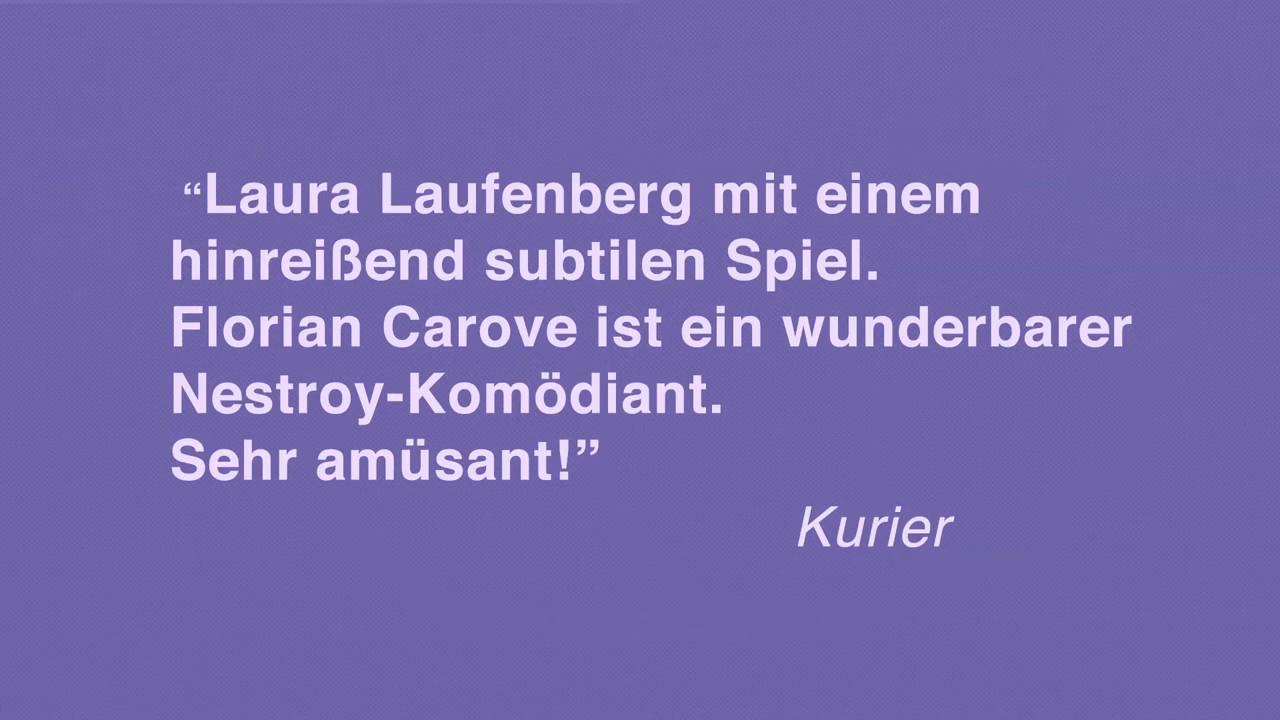 “Laura Laufenberg mit einem
hinreißend subtilen Spiel.
Florian Carove ist ein wunderbarer
Nestroy-Komödiant.
Sehr amüsant!”
Kurier